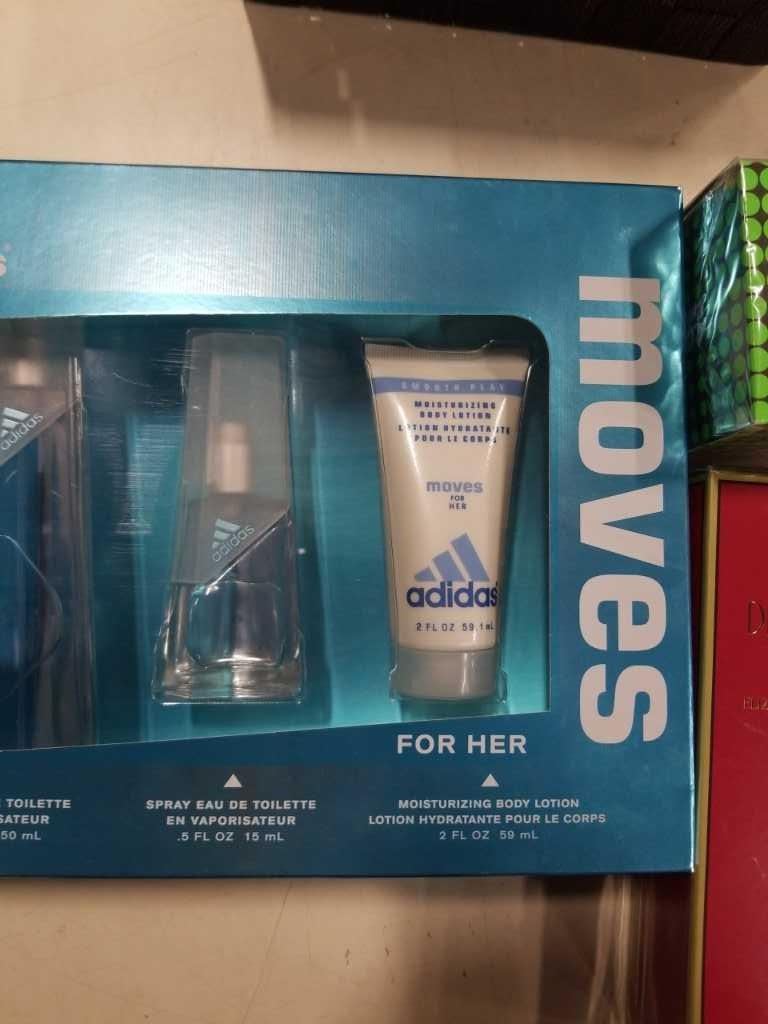 s
adidas
adidas
SMOOTH PLAY
MOISTURIZING
BODY LOTION
LOTION HYDRATANTE
POUR LE CORPS
moves
FOR
HER
adidas
2 FL OZ 59.1 mL
moves
FOR HER
TOILETTE
SATEUR
50 mL
SPRAY EAU DE TOILETTE
EN VAPORISATEUR
.5 FL OZ 15 mL
MOISTURIZING BODY LOTION
LOTION HYDRATANTE POUR LE CORPS
2 FL OZ 59 mL